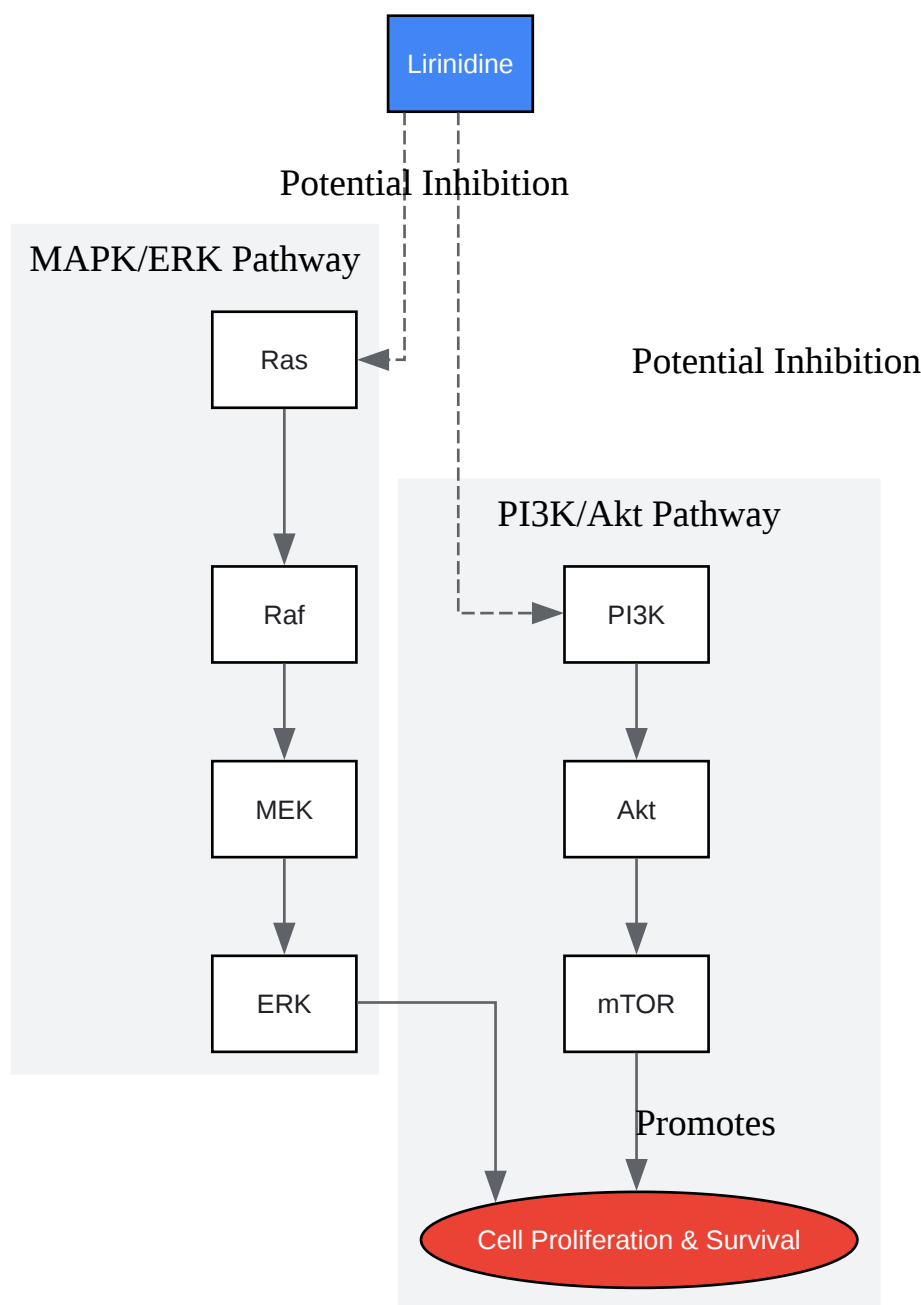 Lirinidine
Potential Inhibition
MAPK/ERK Pathway
Ras
Potential Inhibition
PI3K/Akt Pathway
Raf
PI3K
MEK
Akt
ERK
mTOR
Promotes
Cell Proliferation & Survival